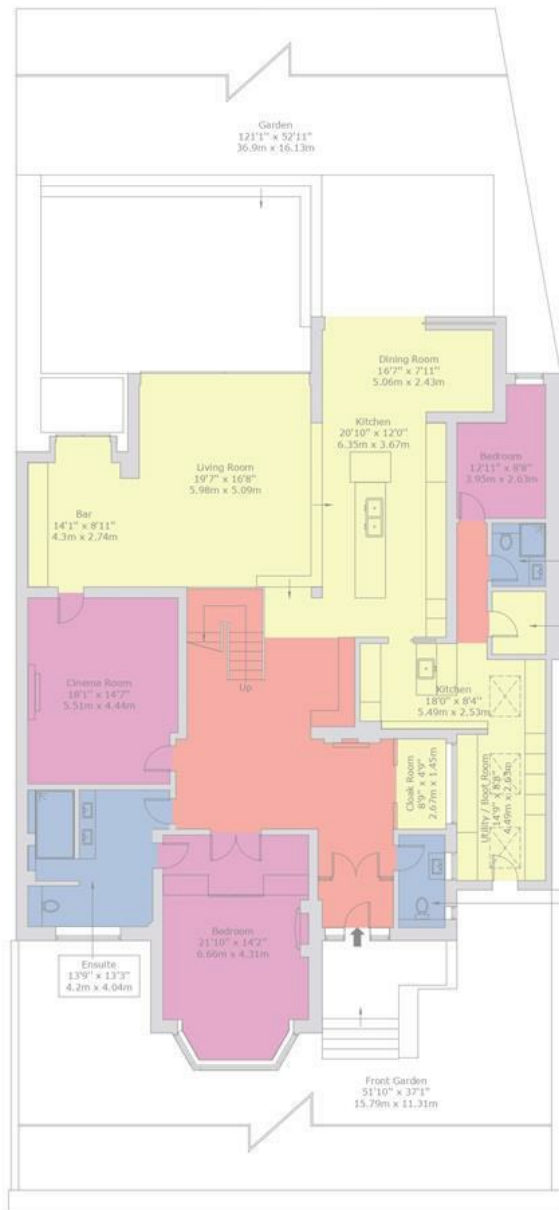 Garden
121'1" x 52'11"
36.9m x 16.13m
Dining Room
16'7" x 7'11"
5.06m x 2.43m
Kitchen
20'10" x 12'0"
6.35m x 3.67m
Bedroom
12'11" x 8'8"
3.95m x 2.63m
Living Room
19'7" x 16'8"
5.98m x 5.09m
Bar
14'1" x 8'11"
4.3m x 2.74m
Cinema Room
18'1" x 14'7"
5.51m x 4.44m
Up
Kitchen
18'0" x 8'4"
5.49m x 2.53m
Cloak Room
8'9" x 4'9"
2.67m x 1.45m
Utility / Boot Room
14'9" x 8'8"
4.49m x 2.63m
Bedroom
21'10" x 14'2"
6.66m x 4.31m
Ensuite
13'9" x 13'3"
4.2m x 4.04m
Front Garden
51'10" x 37'1"
15.79m x 11.31m